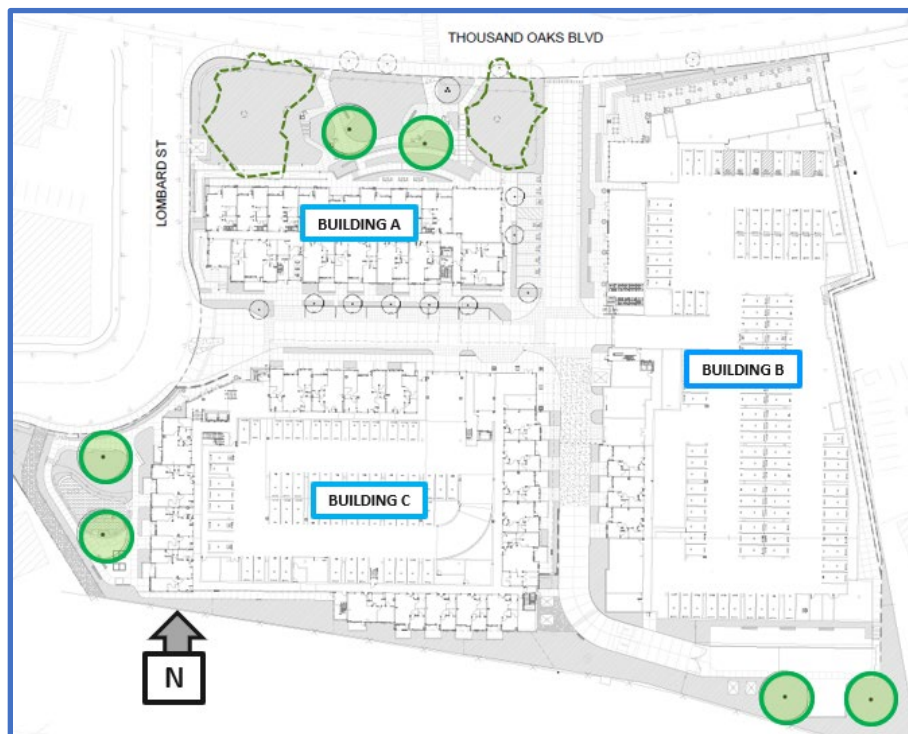 THOUSAND OAKS BLVD
LOMBARD ST
BUILDING A
BUILDING B
BUILDING C
N